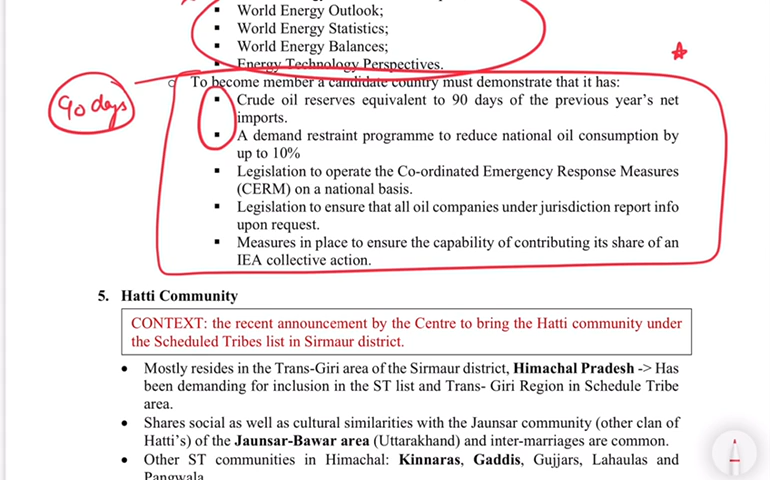 ▪ World Energy Outlook;
▪ World Energy Statistics;
▪ World Energy Balances;
▪ Energy Technology Perspectives.
o To become member a candidate country must demonstrate that it has:
90 days
▪ Crude oil reserves equivalent to 90 days of the previous year's net
imports.
▪ A demand restraint programme to reduce national oil consumption by
up to 10%
▪ Legislation to operate the Co-ordinated Emergency Response Measures
(CERM) on a national basis.
▪ Legislation to ensure that all oil companies under jurisdiction report info
upon request.
▪ Measures in place to ensure the capability of contributing its share of an
IEA collective action.
5. Hatti Community
CONTEXT: the recent announcement by the Centre to bring the Hatti community under
the Scheduled Tribes list in Sirmaur district.
• Mostly resides in the Trans-Giri area of the Sirmaur district, Himachal Pradesh -> Has
been demanding for inclusion in the ST list and Trans- Giri Region in Schedule Tribe
area.
• Shares social as well as cultural similarities with the Jaunsar community (other clan of
Hatti's) of the Jaunsar-Bawar area (Uttarakhand) and inter-marriages are common.
• Other ST communities in Himachal: Kinnaras, Gaddis, Gujjars, Lahaulas and
Pangwala